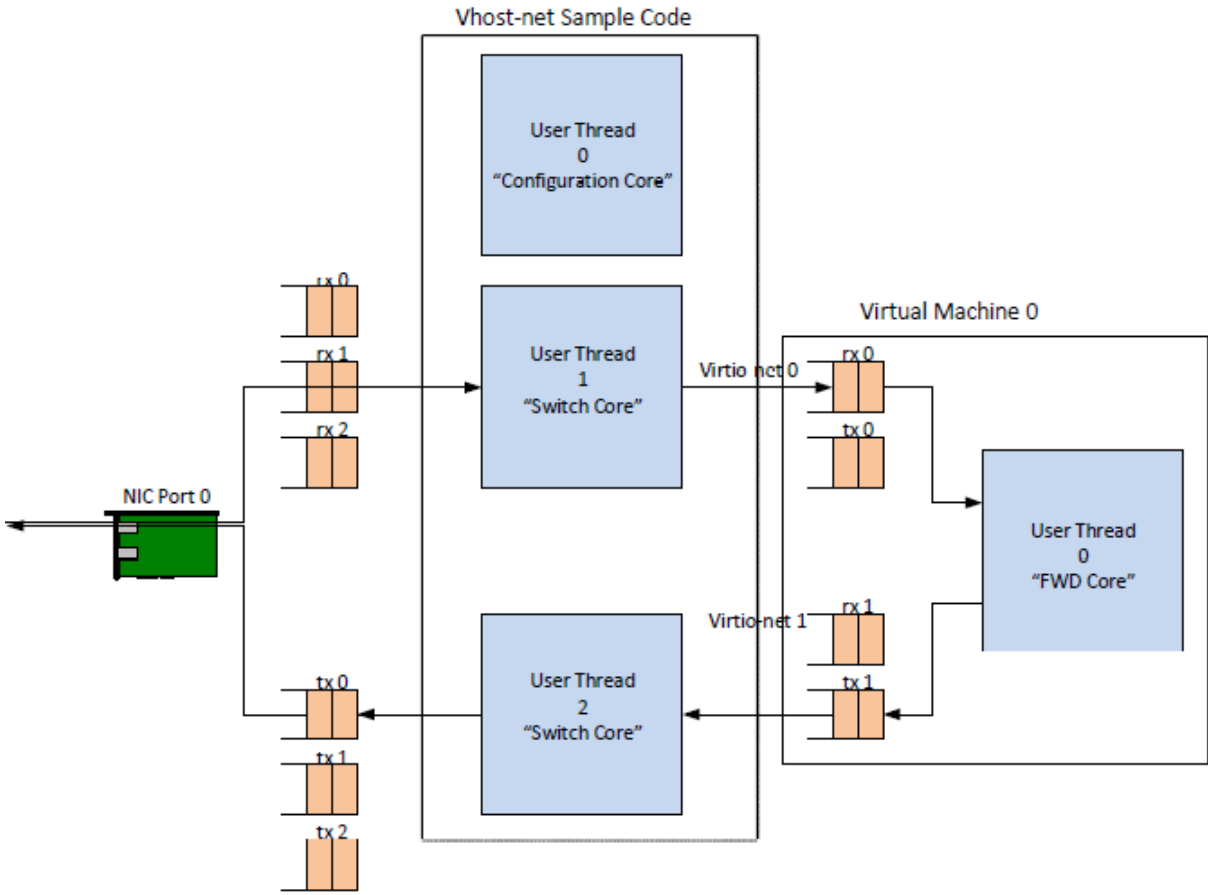 Vhost-net Sample Code
User Thread
0
“Configuration Core”
rx 0
rx 1
rx 2
User Thread
1
“Switch Core”
Virtio-net 0
Virtual Machine 0
rx 0
tx 0
NIC Port 0
User Thread
0
“FWD Core”
Virtio-net 1
rx 1
tx 1
tx 0
tx 1
tx 2
User Thread
2
“Switch Core”